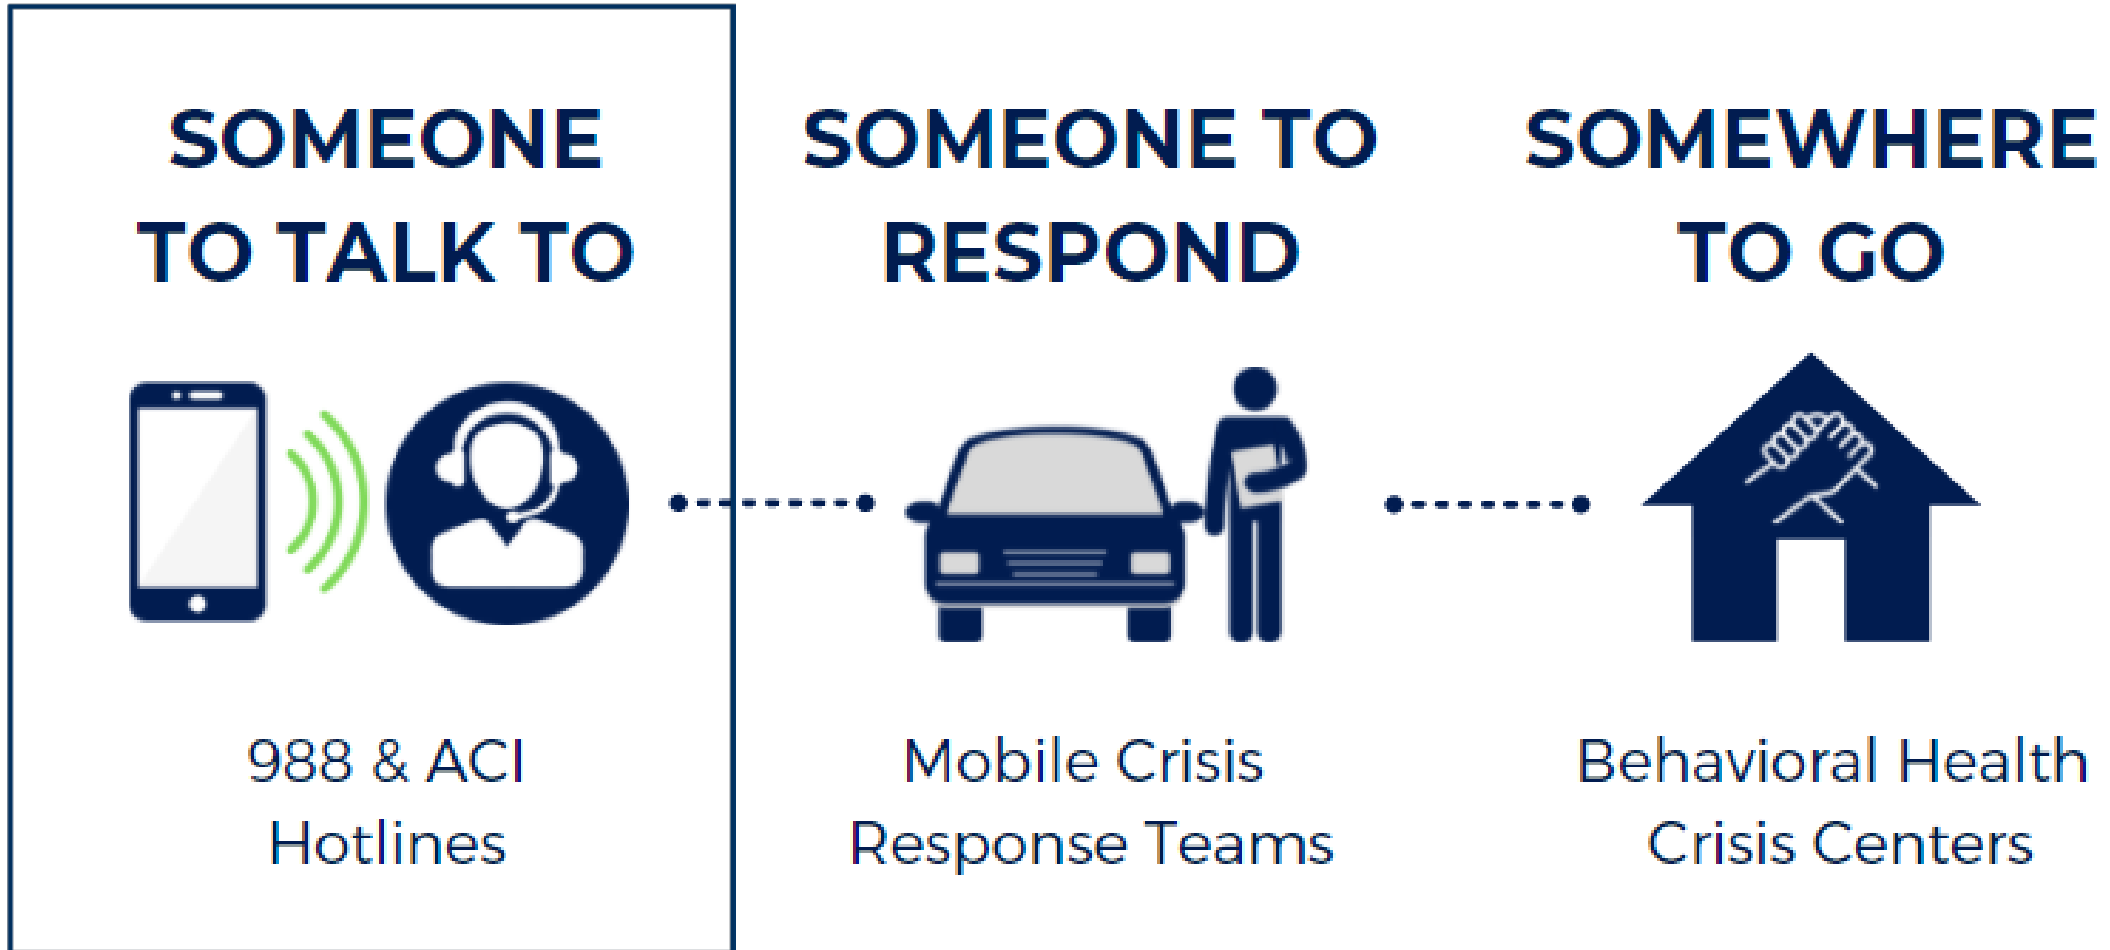 SOMEONE
TO TALK TO
988 & ACI
Hotlines
SOMEONE TO
RESPOND
Mobile Crisis
Response Teams
SOMEWHERE
TO GO
Behavioral Health
Crisis Centers